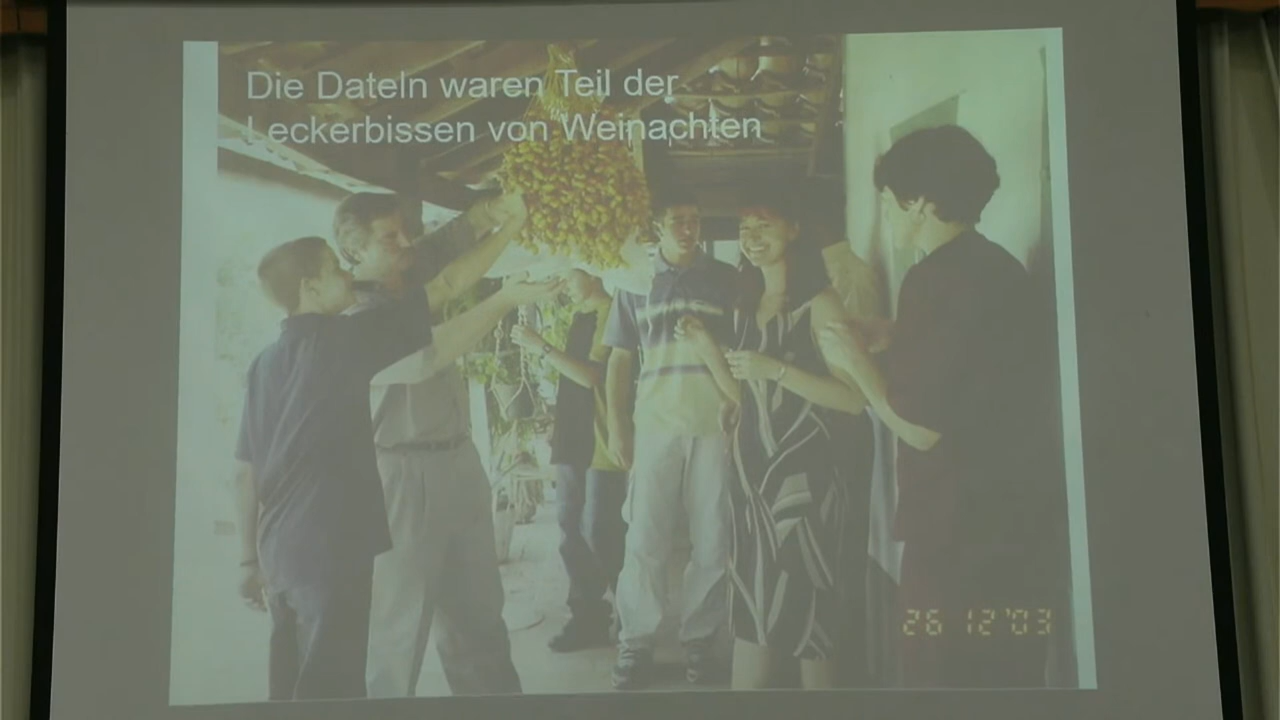 Die Dateln waren Teil der
Leckerbissen von Weinachten
26 12 '03